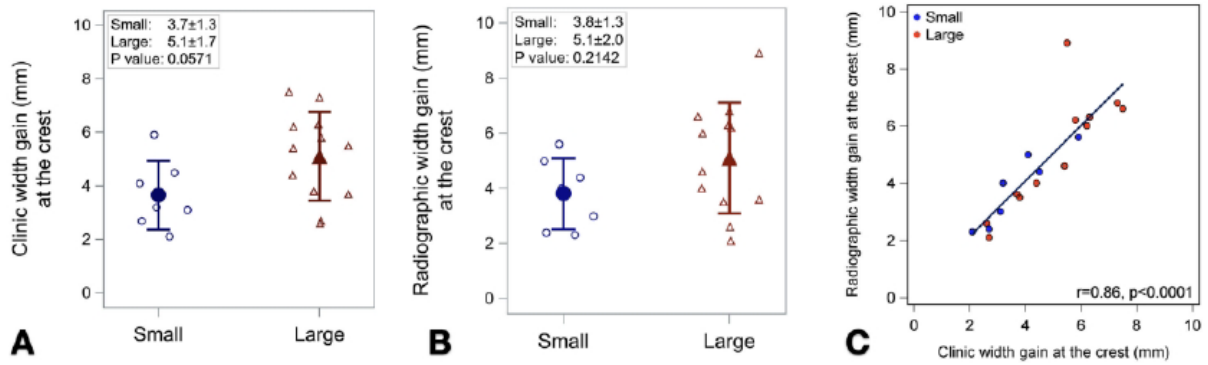 Small: 3.7±1.3
Large: 5.1±1.7
P value: 0.0571
10
8
6
4
2
0
Clinic width gain (mm)
at the crest
Small
Large
A
Small: 3.8±1.3
Large: 5.1±2.0
P value: 0.2142
10
8
6
4
2
0
Radiographic width gain (mm)
at the crest
Small
Large
B
Small
Large
10
8
6
4
2
0
Radiographic width gain at the crest (mm)
r=0.86, p<0.0001
0 2 4 6 8 10
Clinic width gain at the crest (mm)
C